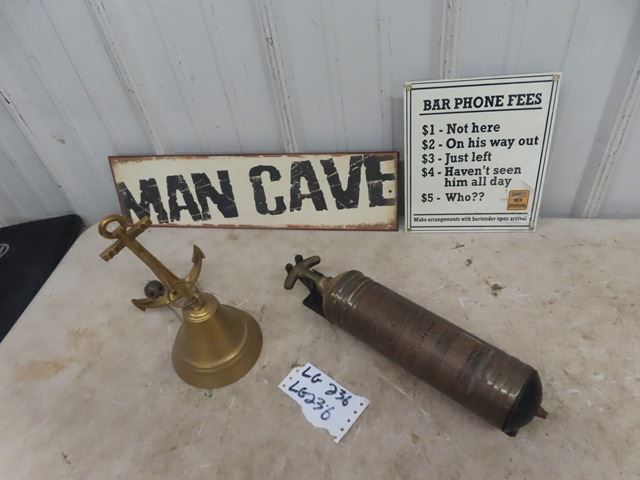 MAN CAVE
BAR PHONE FEES
$1 - Not here
$2 - On his way out
$3 - Just left
$4 - Haven't seen
him all day
$5 - Who??
Make arrangements with bartender upon arrival
LG 236
LG236